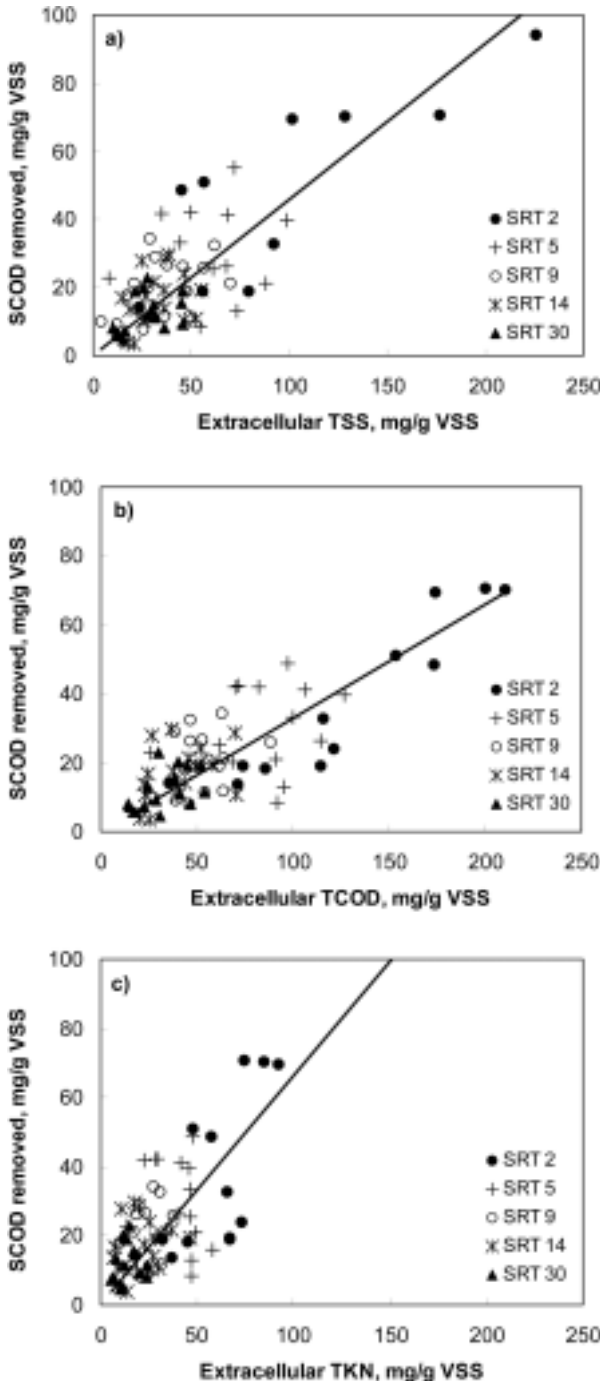 a)
SCOD removed, mg/g VSS
100
80
60
40
20
0
SRT 2
SRT 5
SRT 9
SRT 14
SRT 30
0 50 100 150 200 250
Extracellular TSS, mg/g VSS
b)
SCOD removed, mg/g VSS
100
80
60
40
20
0
SRT 2
SRT 5
SRT 9
SRT 14
SRT 30
0 50 100 150 200 250
Extracellular TCOD, mg/g VSS
c)
SCOD removed, mg/g VSS
100
80
60
40
20
0
SRT 2
SRT 5
SRT 9
SRT 14
SRT 30
0 50 100 150 200 250
Extracellular TKN, mg/g VSS